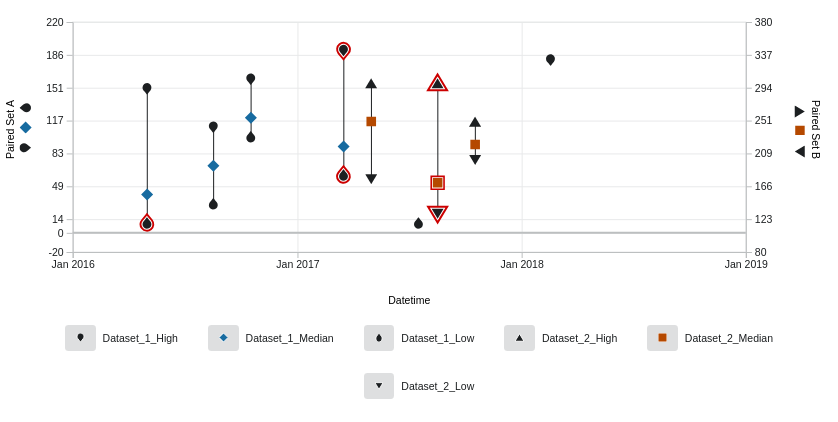 220
380
186
337
151
294
117
251
83
209
49
166
14
123
0
-20
80
Paired Set A
Paired Set B
Jan 2016
Jan 2017
Jan 2018
Jan 2019
Datetime
Dataset_1_High
Dataset_1_Median
Dataset_1_Low
Dataset_2_High
Dataset_2_Median
Dataset_2_Low